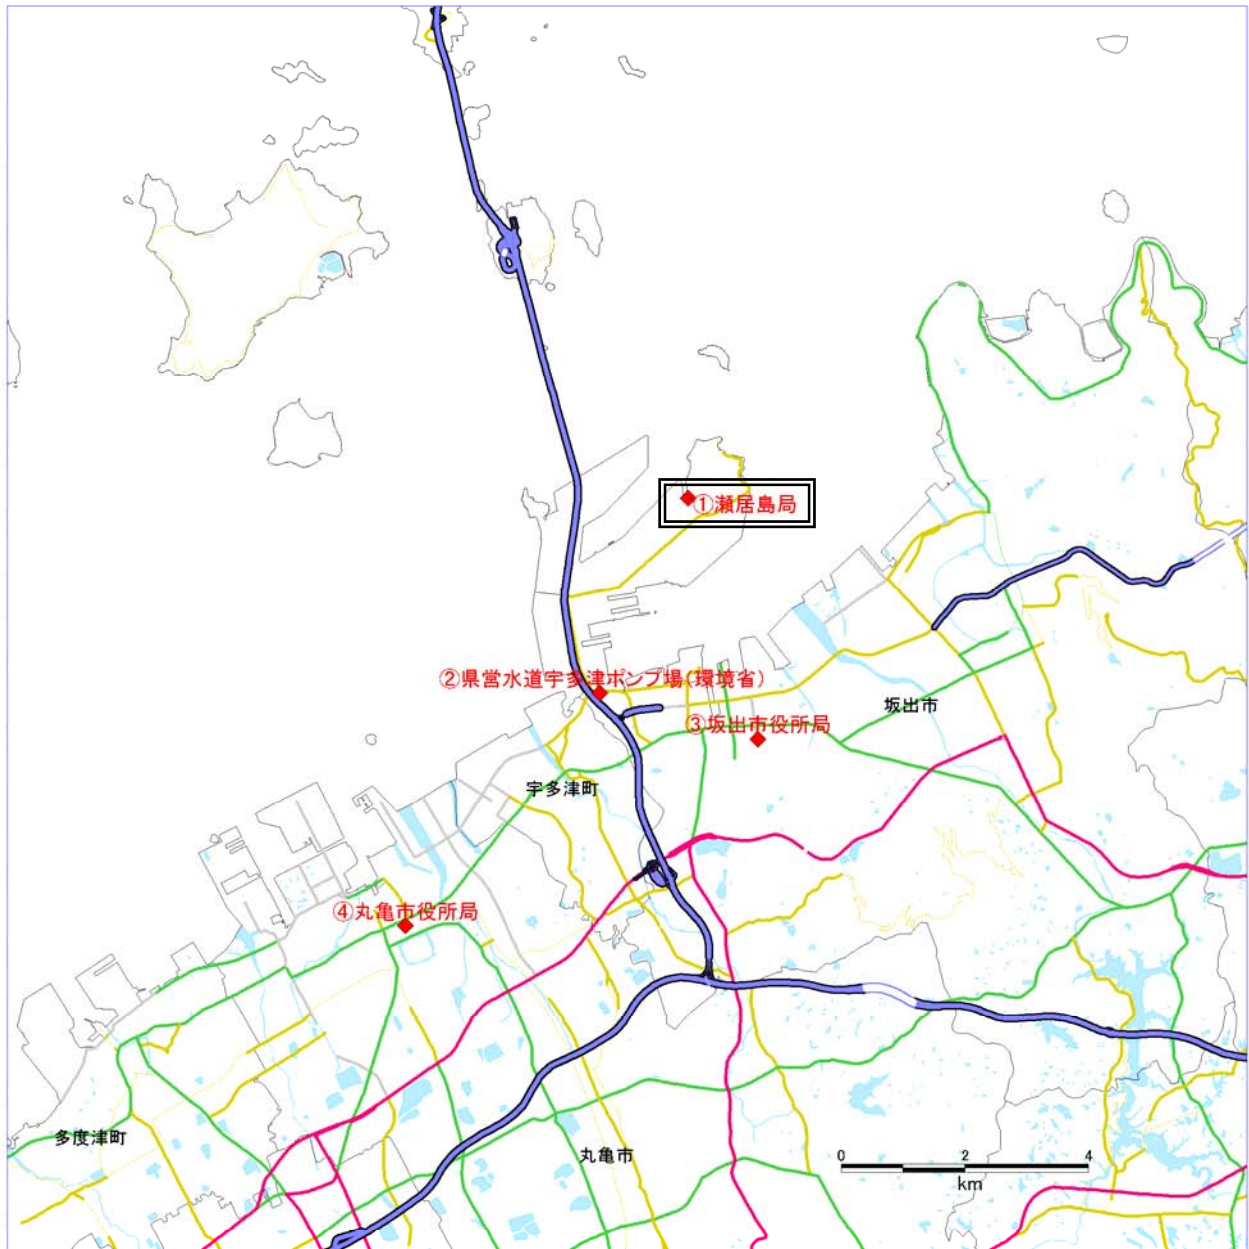 ①瀬居島局
②県営水道宇多津ポンプ場(環境省)
坂出市
③坂出市役所局
宇多津町
④丸亀市役所局
多度津町
丸亀市
0 2 4
km